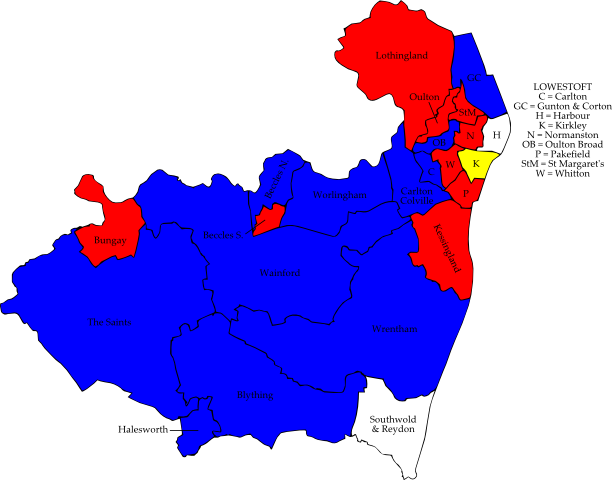 Lothingland
GC
Oulton
StM
LOWESTOFT
C = Carlton
GC = Gunton & Corton
H = Harbour
K = Kirkley
N = Normanston
OB = Oulton Broad
P = Pakefield
StM = St Margaret's
W = Whitton
N
H
OB
W
K
C
P
Beccles N
Worlingham
Carlton
Colville
Bungay
Beccles S
Kessingland
Wainford
The Saints
Wrentham
Blything
Southwold
& Reydon
Halesworth